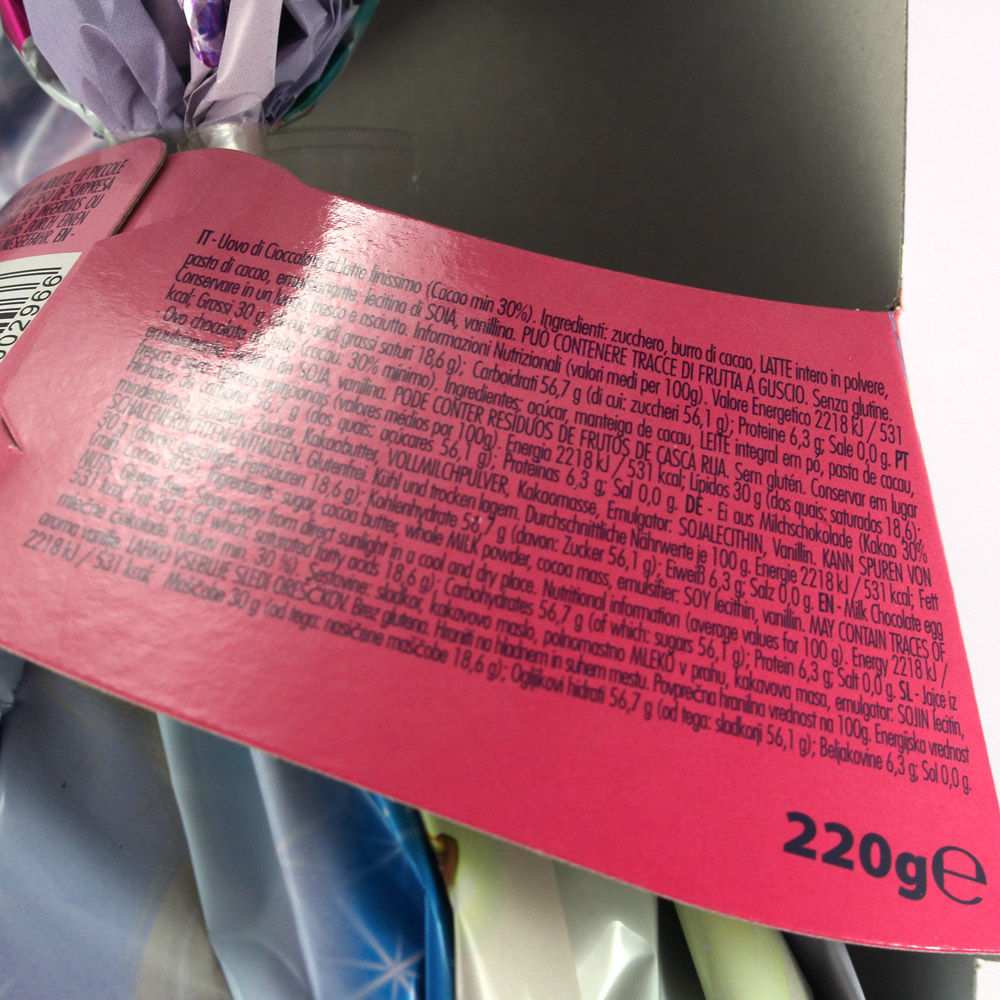 LE PICCOLE
SURPRESA
INGERIDAS, OU
DURCH EINEN
EN -
002966
IT - Uovo di Cioccolato al latte finissimo (Cacao min 30%). Ingredienti: zucchero, burro di cacao, LATTE intero in polvere,
pasta di cacao, emulsionante: lecitina di SOIA, vanillina. PUÒ CONTENERE TRACCE DI FRUTTA A GUSCIO. Senza glutine.
Conservare in un luogo fresco e asciutto. Informazioni Nutrizionali (valori medi per 100g). Valore Energetico 2218 kJ / 531
kcal; Grassi 30 g (di cui: acidi grassi saturi 18,6 g); Carboidrati 56,7 g (di cui: zuccheri 56,1 g); Proteine 6,3 g; Sale 0,0 g. PT
- Ovo chocolate de leite (cacau: 30% minimo). Ingredientes: açúcar, manteiga de cacau, LEITE integral em pó, pasta de cacau,
SOJA, vanilina. PODE CONTER RESÍDUOS DE FRUTOS DE CASCA RIJA. Sem glutén. Conservar em lugar
fresco e seco. (valores médios por 100g). Energia 2218 kJ / 531 kcal; Lipidos 30 g (dos quais: saturados 18,6);
Hidratos de carbono 56,7 g (dos quais: açúcares 56,1 g); Proteinas 6,3 g; Sal 0,0 g. DE - Ei aus Milchschokolade (Kakao 30%
mindestens). Zutaten: Zucker, Kakaobutter, VOLLMILCHPULVER, Kakaomasse, Emulgator: SOJALECITHIN, Vanillin. KANN SPUREN VON
SCHALENFRÜCHTEN ENTHALTEN. Glutenfrei. Kühl und trocken lagern. Durchschnittliche Nährwerte je 100 g. Energie 2218 kJ / 531 kcal; Fett
30 g (davon: gesättigte Fettsäuren 18,6 g); Kohlenhydrate 56,7 g (davon: Zucker 56,1 g); Eiweiß 6,3 g; Salz 0,0 g. EN - Milk Chocolate egg
(min. Cocoa 30%). Ingredients: sugar, cocoa butter, whole MILK powder, cocoa mass, emulsifier: SOY lecithin, vanillin. MAY CONTAIN TRACES OF
NUTS. Gluten free. Store away from direct sunlight in a cool and dry place. Nutritional information (average values for 100 g). Energy 2218 kJ /
531 kcal; Fat 30 g (of which: saturated fatty acids 18,6 g); Carbohydrates 56,7 g (of which: sugars 56,1 g); Protein 6,3 g; Salt 0,0 g. SL - Jajce iz
mlečne čokolade (kakav min. 30 %). Sestavine: sladkor, kakavovo maslo, polnomastno MLEKO v prahu, kakavova masa, emulgator: SOJIN lecitin,
aroma vanilje. LAHKO VSEBUJE SLEDI OREŠČKOV. Brez glutena. Hraniti na hladnem in suhem mestu. Povprečna hranilna vrednost na 100g. Energijska vrednost
2218 kJ / 531 kcal; Maščobe 30 g (od tega: nasičene maščobe 18,6 g); Ogljikovi hidrati 56,7 g (od tega: sladkorji 56,1 g); Beljakovine 6,3 g; Sol 0,0 g.
220g℮